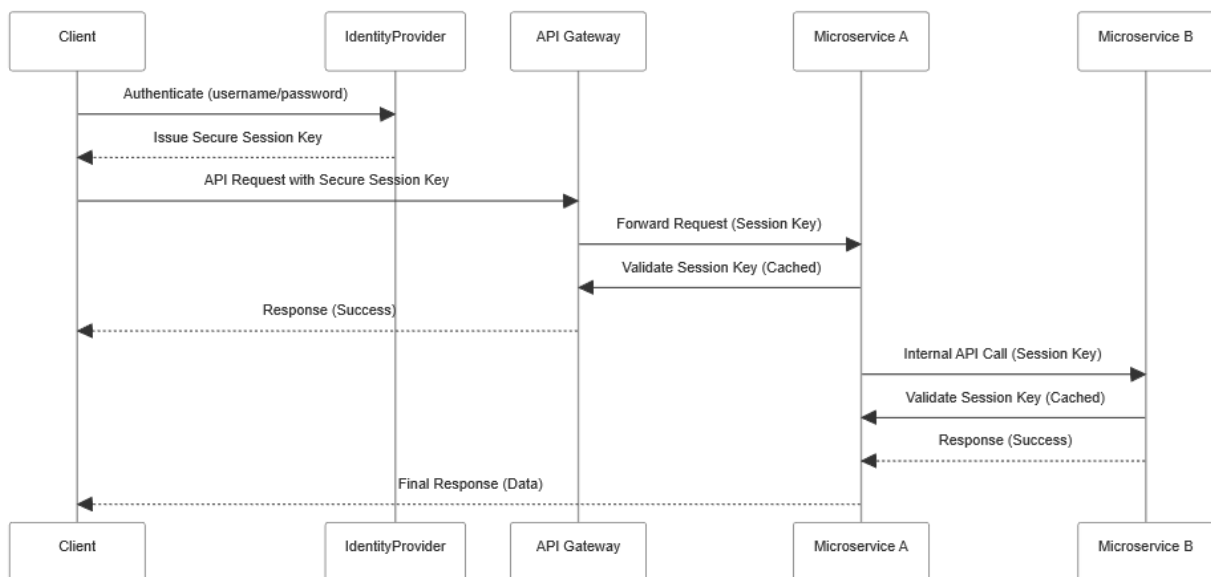 Client
IdentityProvider
API Gateway
Microservice A
Microservice B
Authenticate (username/password)
Issue Secure Session Key
API Request with Secure Session Key
Forward Request (Session Key)
Validate Session Key (Cached)
Response (Success)
Internal API Call (Session Key)
Validate Session Key (Cached)
Response (Success)
Final Response (Data)
Client
IdentityProvider
API Gateway
Microservice A
Microservice B